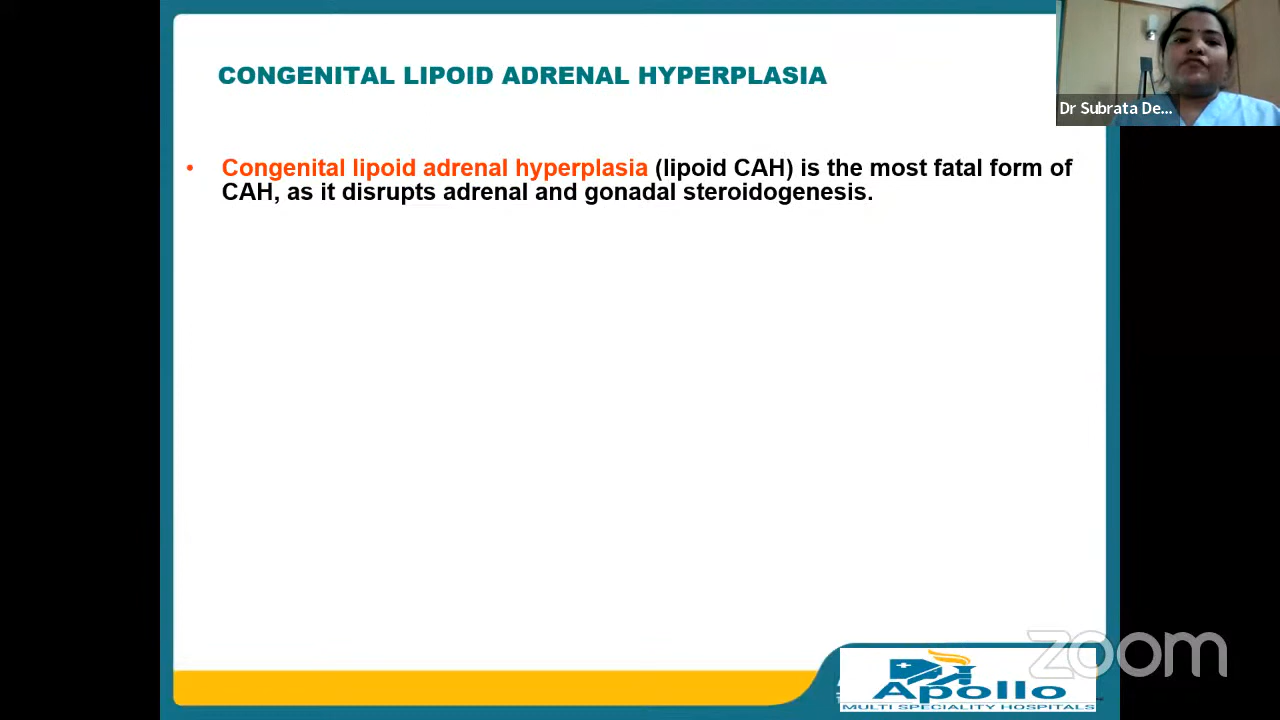 CONGENITAL LIPOID ADRENAL HYPERPLASIA
Dr Subrata De...
• Congenital lipoid adrenal hyperplasia (lipoid CAH) is the most fatal form of
CAH, as it disrupts adrenal and gonadal steroidogenesis.
zoom
Apollo
MULTI SPECIALITY HOSPITALS